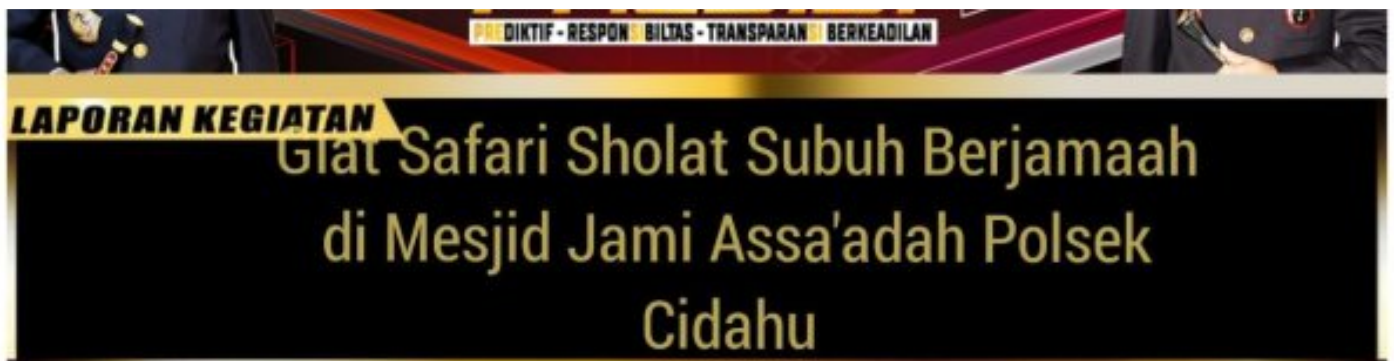 PREDIKTIF - RESPONSIBILTAS - TRANSPARANSI BERKEADILAN
LAPORAN KEGIATAN
Giat Safari Sholat Subuh Berjamaah
di Mesjid Jami Assa'adah Polsek
Cidahu